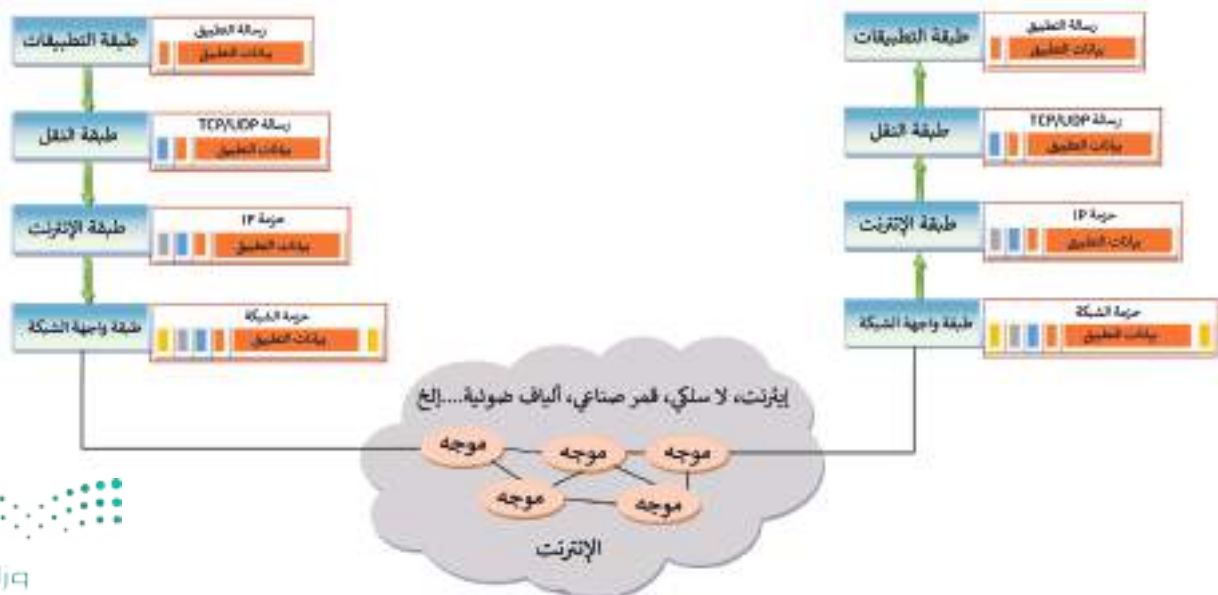 طبقة التطبيقات
رسالة التطبيق
بيانات التطبيق
طبقة النقل
رسالة TCP/UDP
بيانات التطبيق
طبقة الإنترنت
حزمة IP
بيانات التطبيق
طبقة واجهة الشبكة
حزمة الشبكة
بيانات التطبيق
طبقة التطبيقات
رسالة التطبيق
بيانات التطبيق
طبقة النقل
رسالة TCP/UDP
بيانات التطبيق
طبقة الإنترنت
حزمة IP
بيانات التطبيق
طبقة واجهة الشبكة
حزمة الشبكة
بيانات التطبيق
إيثرنت، لا سلكي، قمر صناعي، ألياف ضوئية....إلخ
موجه
موجه
موجه
موجه
موجه
الإنترنت